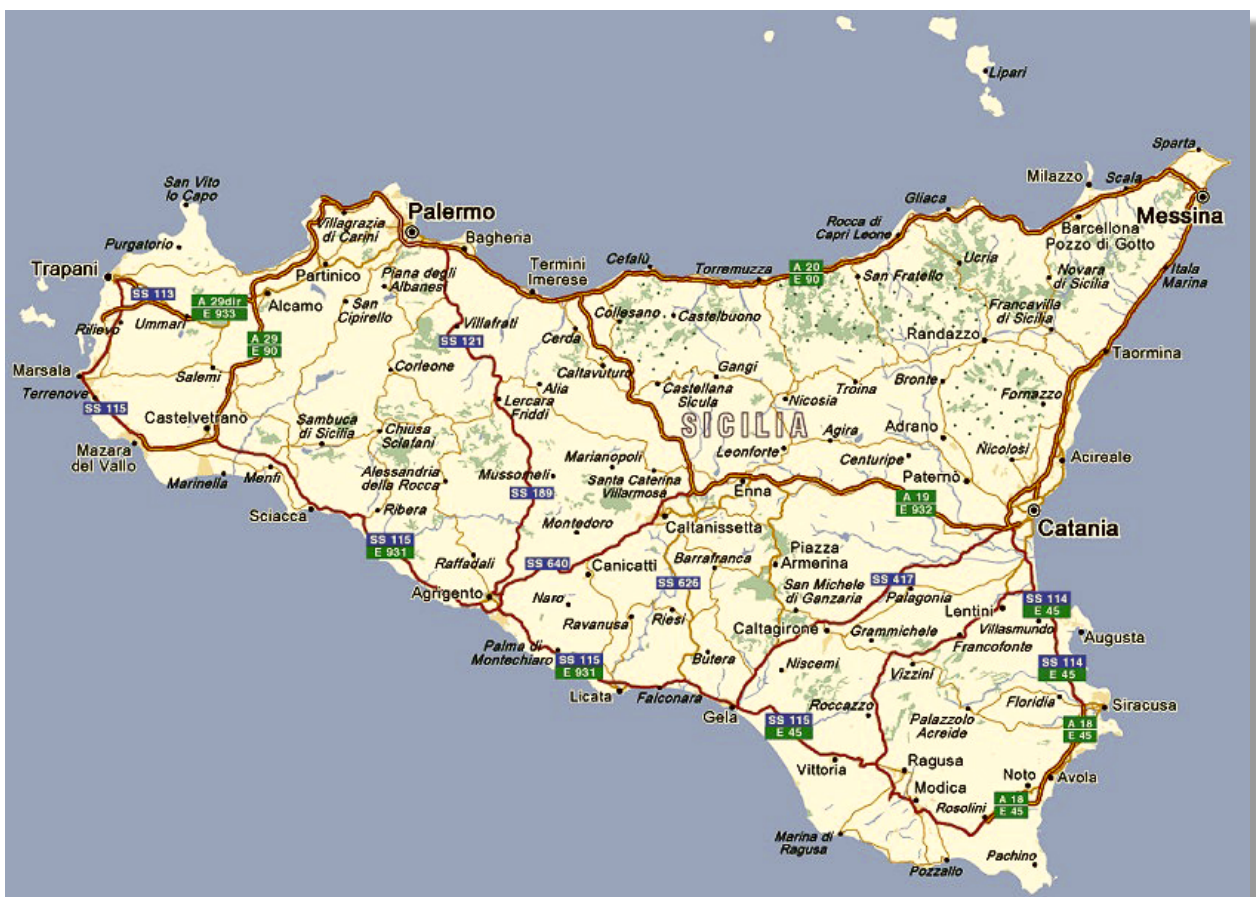 Lipari
Sparta
San Vito
lo Capo
Milazzo
Scala
Messina
Gliaca
Palermo
Villagrazia
di Carini
Rocca di
Capri Leone
Barcellona
Pozzo di Gotto
Purgatorio
Bagheria
Trapani
Partinico
Piana degli
Albanesi
Termini
Imerese
Cefalù
Torremuzza
A 20
E 90
San Fratello
Ucria
Novara
di Sicilia
Itala
Marina
SS 113
A 29dir
E 933
Alcamo
San
Cipirello
Rilievo
Ummari
Villafrati
Collesano
Castelbuono
Francavilla
di Sicilia
A 29
E 90
SS 121
Cerda
Randazzo
Taormina
Marsala
Salemi
Corleone
Caltavuturo
Gangi
Terrenove
Alia
Castellana
Sicula
Troina
Bronte
Fornazzo
SS 115
Lercara
Friddi
Nicosia
Castelvetrano
Sambuca
di Sicilia
Chiusa
Sclafani
SICILIA
Agira
Adrano
Mazara
del Vallo
Marianopoli
Leonforte
Centuripe
Nicolosi
Acireale
Marinella
Menfi
Alessandria
della Rocca
Mussomeli
Santa Caterina
Villarmosa
Enna
Paternò
SS 189
A 19
E 932
Sciacca
Ribera
Montedoro
Caltanissetta
Catania
SS 115
E 931
Raffadali
SS 640
Canicatti
Barrafranca
Piazza
Armerina
SS 626
San Michele
di Ganzaria
SS 417
Palagonia
Agrigento
Naro
Ravanusa
Riesi
Lentini
SS 114
E 45
Caltagirone
Grammichele
Villasmundo
Augusta
Francofonte
Palma di
Montechiaro
SS 115
E 931
Butera
Niscemi
Vizzini
SS 114
E 45
Licata
Falconara
Gela
Roccazzo
Floridia
Siracusa
SS 115
E 45
Palazzolo
Acreide
A 18
E 45
Vittoria
Ragusa
Noto
Avola
Modica
Rosolini
A 18
E 45
Marina di
Ragusa
Pozzallo
Pachino